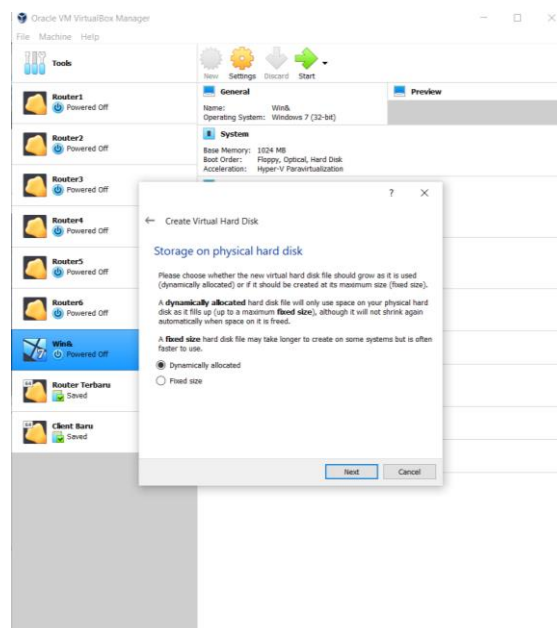 Oracle VM VirtualBox Manager
File Machine Help
Tools
New Settings Discard Start
Router1
Powered Off
Router2
Powered Off
Router3
Powered Off
Router4
Powered Off
Router5
Powered Off
Router6
Powered Off
Win&
Powered Off
Router Terbaru
Saved
Client Baru
Saved
General
Name: Win&
Operating System: Windows 7 (32-bit)
Preview
System
Base Memory: 1024 MB
Boot Order: Floppy, Optical, Hard Disk
Acceleration: Hyper-V Paravirtualization
? ×
← Create Virtual Hard Disk
Storage on physical hard disk
Please choose whether the new virtual hard disk file should grow as it is used
(dynamically allocated) or if it should be created at its maximum size (fixed size).
A dynamically allocated hard disk file will only use space on your physical hard
disk as it fills up (up to a maximum fixed size), although it will not shrink again
automatically when space on it is freed.
A fixed size hard disk file may take longer to create on some systems but is often
faster to use.
Dynamically allocated
Fixed size
Next Cancel